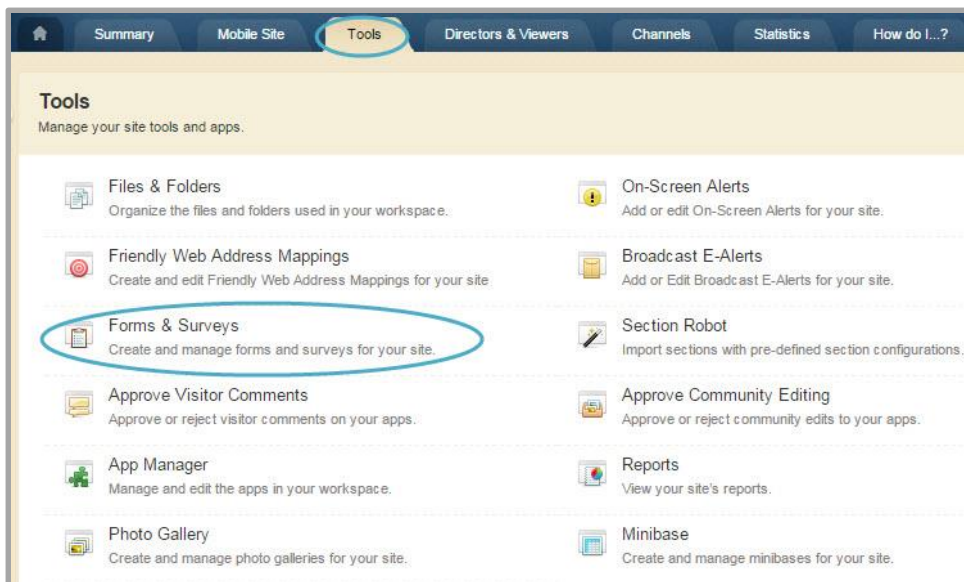 Summary Mobile Site Tools Directors & Viewers Channels Statistics How do I...?
Tools
Manage your site tools and apps.
Files & Folders
Organize the files and folders used in your workspace.
On-Screen Alerts
Add or edit On-Screen Alerts for your site.
Friendly Web Address Mappings
Create and edit Friendly Web Address Mappings for your site
Broadcast E-Alerts
Add or Edit Broadcast E-Alerts for your site.
Forms & Surveys
Create and manage forms and surveys for your site.
Section Robot
Import sections with pre-defined section configurations.
Approve Visitor Comments
Approve or reject visitor comments on your apps.
Approve Community Editing
Approve or reject community edits to your apps.
App Manager
Manage and edit the apps in your workspace.
Reports
View your site's reports.
Photo Gallery
Create and manage photo galleries for your site.
Minibase
Create and manage minibases for your site.